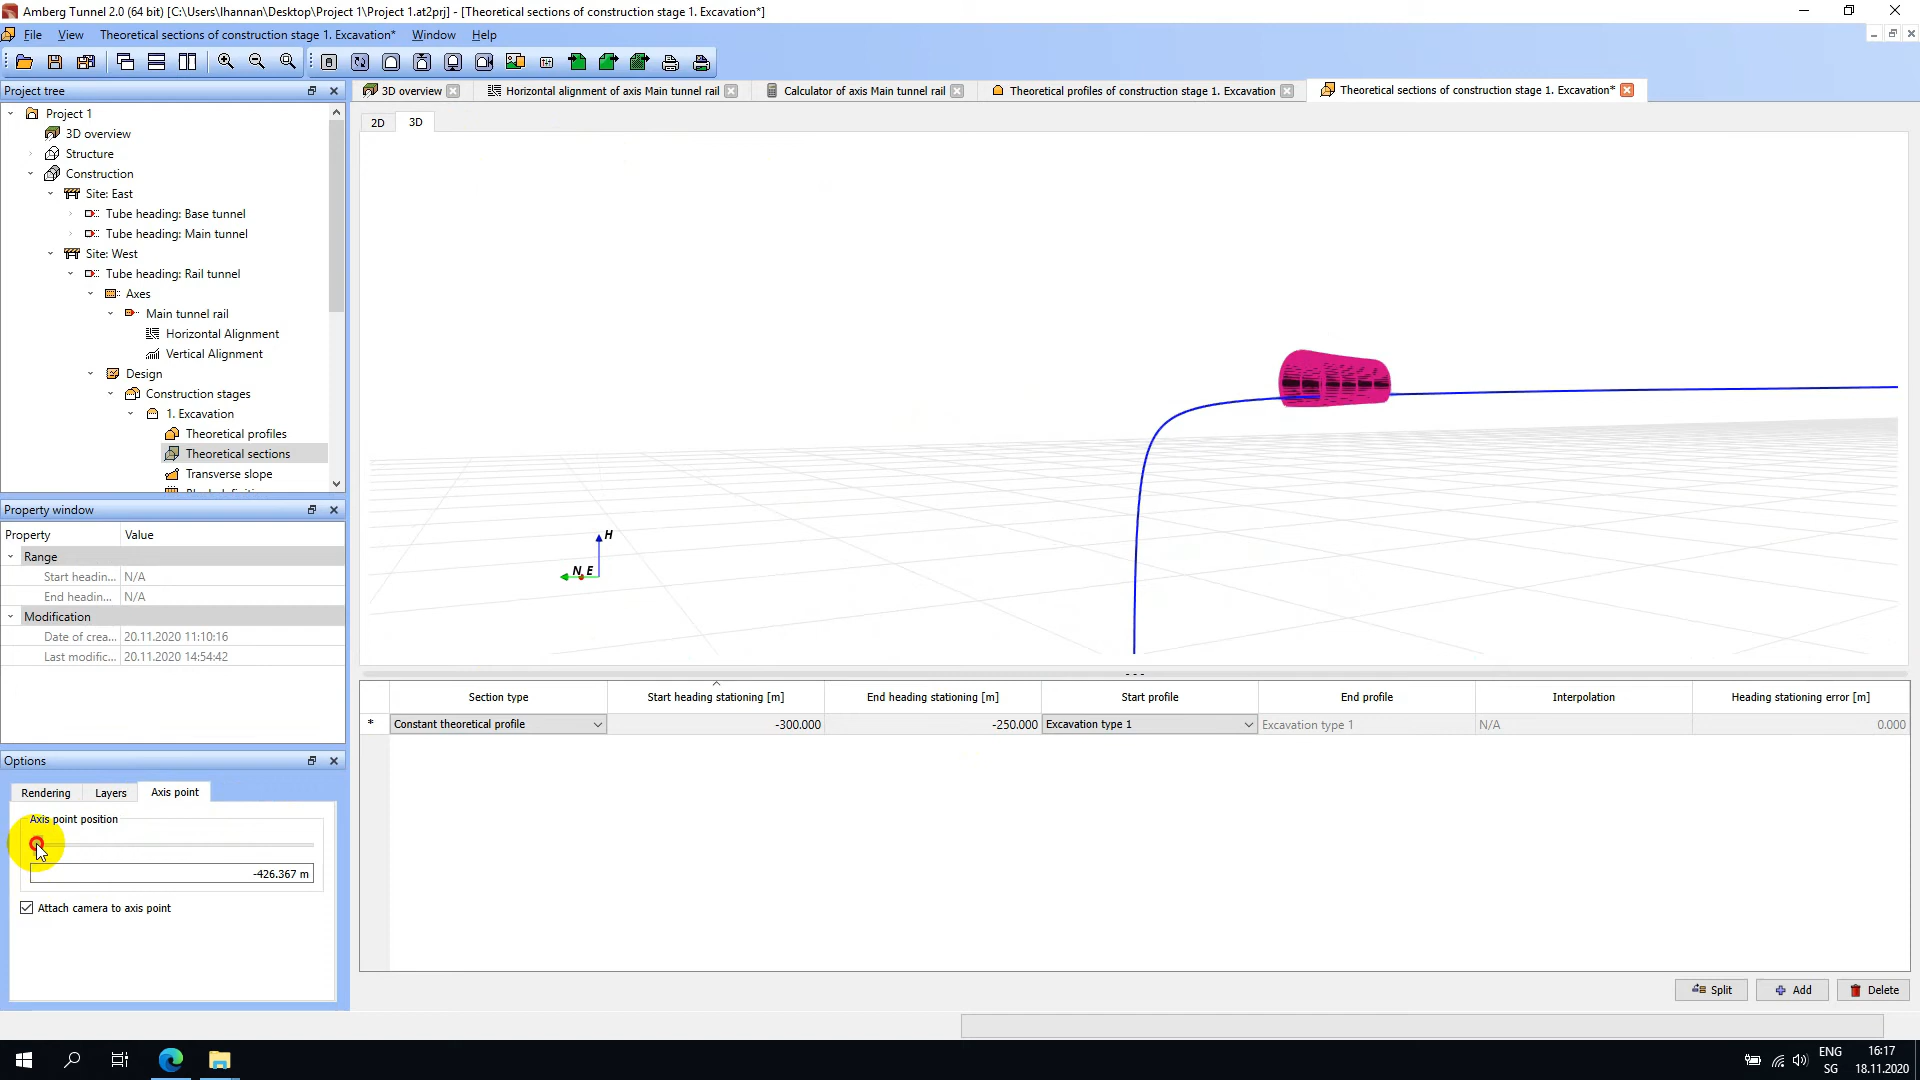 Amberg Tunnel 2.0 (64 bit) [C:\Users\lhannan\Desktop\Project 1\Project 1.at2prj] - [Theoretical sections of construction stage 1. Excavation*]
File View Theoretical sections of construction stage 1. Excavation* Window Help
Project tree
3D overview
Horizontal alignment of axis Main tunnel rail
Calculator of axis Main tunnel rail
Theoretical profiles of construction stage 1. Excavation
Theoretical sections of construction stage 1. Excavation*
2D 3D
Project 1
3D overview
Structure
Construction
Site: East
Tube heading: Base tunnel
Tube heading: Main tunnel
Site: West
Tube heading: Rail tunnel
Axes
Main tunnel rail
Horizontal Alignment
Vertical Alignment
Design
Construction stages
1. Excavation
Theoretical profiles
Theoretical sections
Transverse slope
H
N E
Property window
Property Value
Range
Start headin... N/A
End headin... N/A
Modification
Date of crea... 20.11.2020 11:10:16
Last modific... 20.11.2020 14:54:42
Section type Start heading stationing [m] End heading stationing [m] Start profile End profile Interpolation Heading stationing error [m]
* Constant theoretical profile -300.000 -250.000 Excavation type 1 Excavation type 1 N/A 0.000
Options
Rendering Layers Axis point
Axis point position
-426.367 m
Attach camera to axis point
Split Add Delete
ENG 16:17
SG 18.11.2020